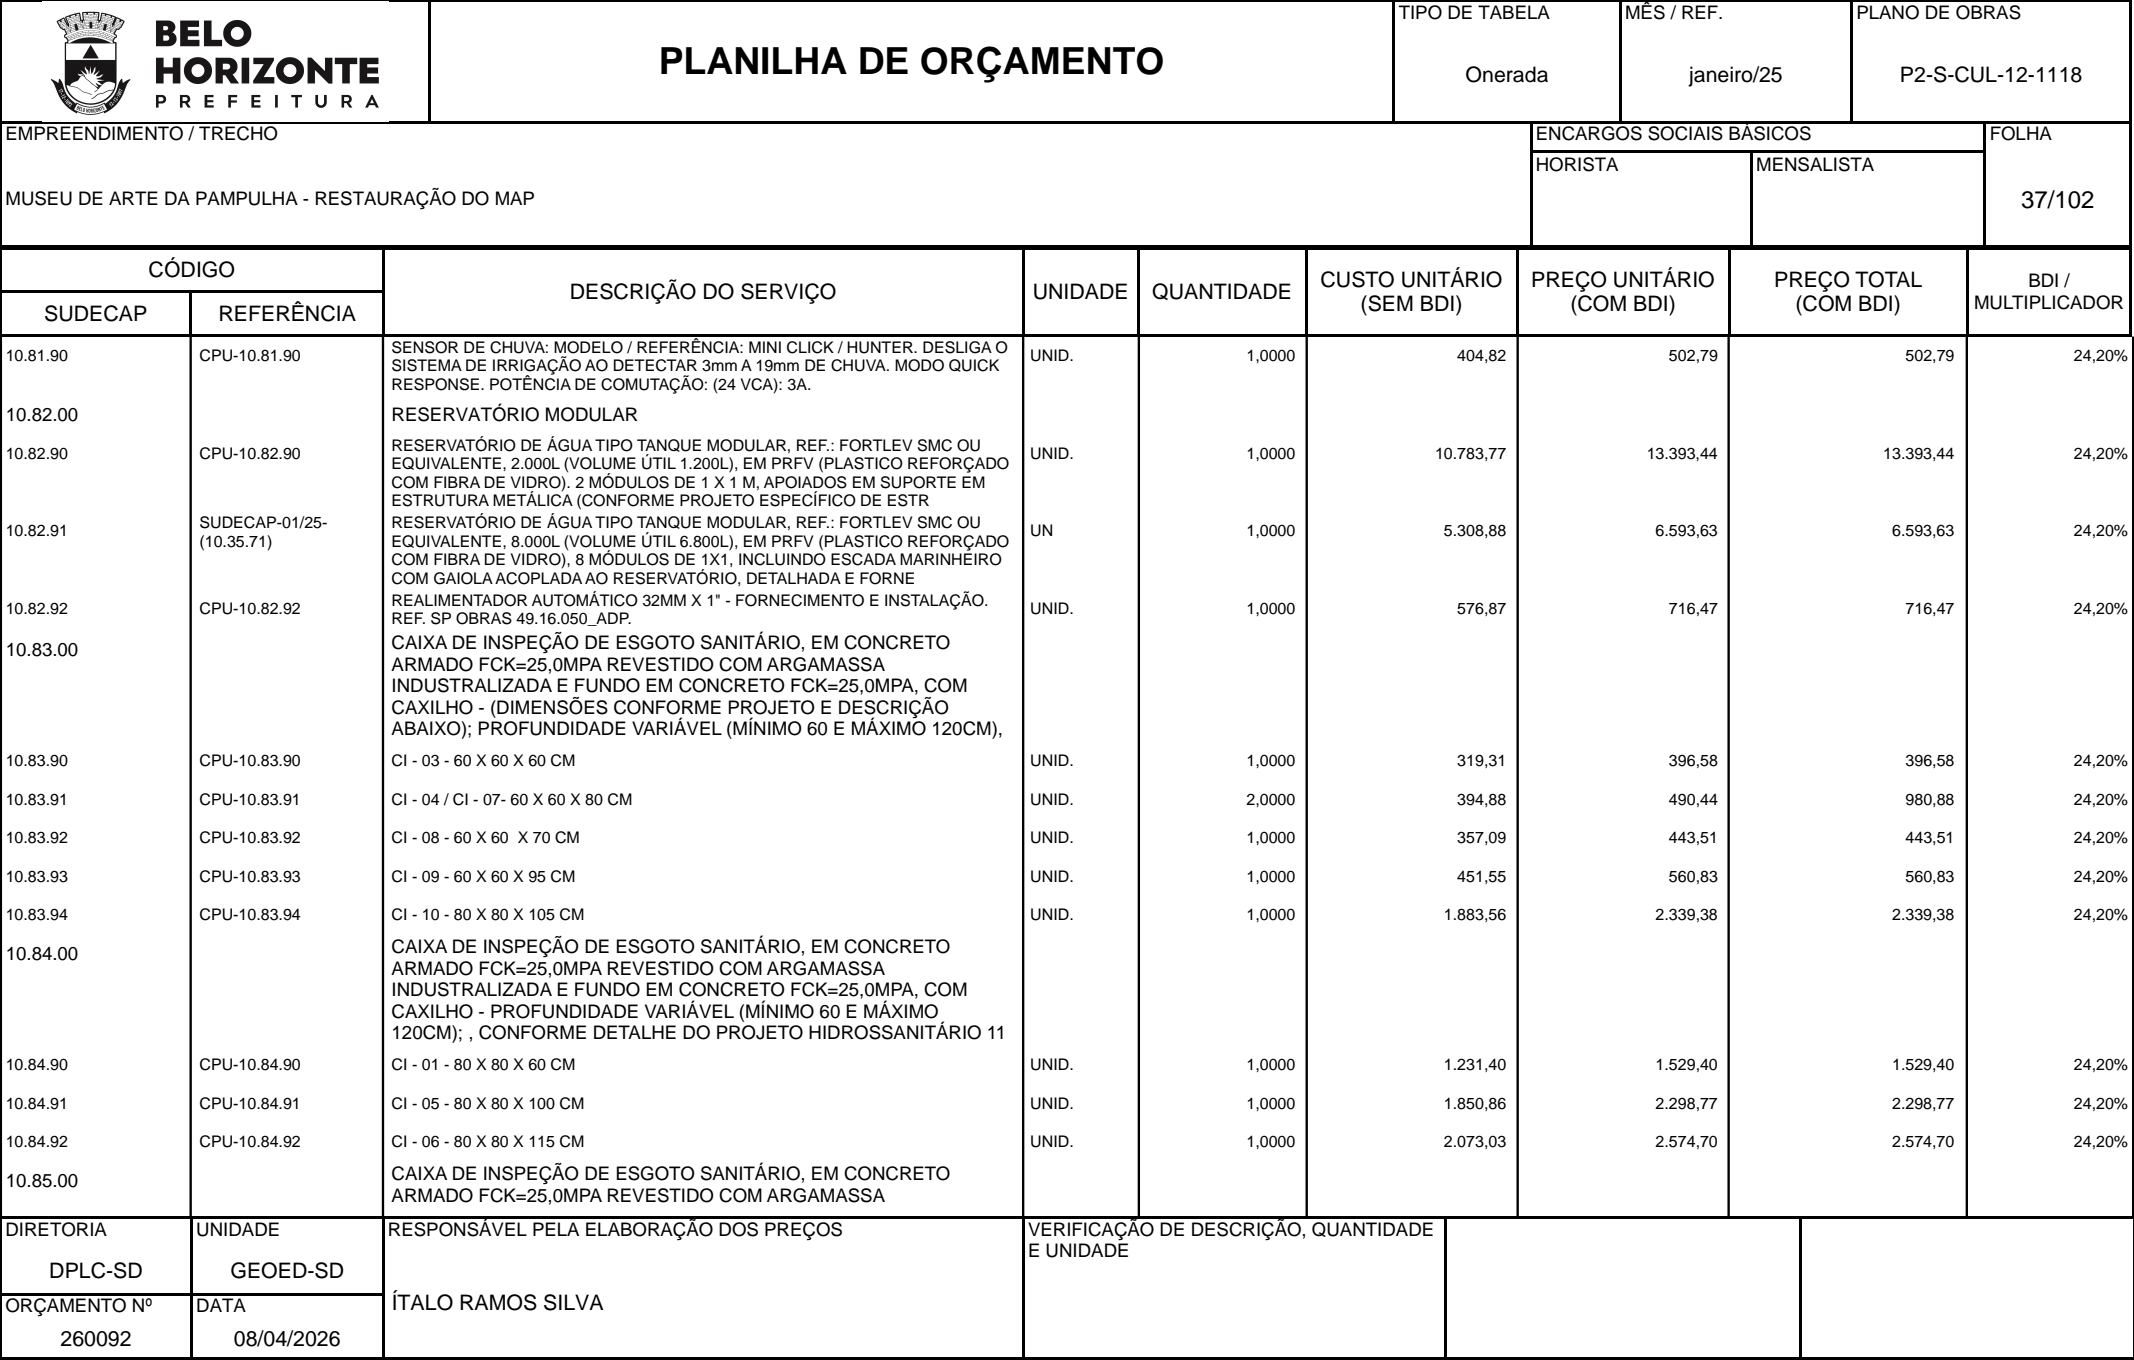 BELO
HORIZONTE
PREFEITURA
PLANILHA DE ORÇAMENTO
TIPO DE TABELA
Onerada
MÊS / REF.
janeiro/25
PLANO DE OBRAS
P2-S-CUL-12-1118
EMPREENDIMENTO / TRECHO
MUSEU DE ARTE DA PAMPULHA - RESTAURAÇÃO DO MAP
ENCARGOS SOCIAIS BÁSICOS
HORISTA
MENSALISTA
FOLHA
37/102
CÓDIGO
SUDECAP
REFERÊNCIA
DESCRIÇÃO DO SERVIÇO
UNIDADE
QUANTIDADE
CUSTO UNITÁRIO
(SEM BDI)
PREÇO UNITÁRIO
(COM BDI)
PREÇO TOTAL
(COM BDI)
BDI /
MULTIPLICADOR
10.81.90 CPU-10.81.90 SENSOR DE CHUVA: MODELO / REFERÊNCIA: MINI CLICK / HUNTER. DESLIGA O UNID. 1,0000 404,82 502,79 502,79 24,20%
SISTEMA DE IRRIGAÇÃO AO DETECTAR 3mm A 19mm DE CHUVA. MODO QUICK
RESPONSE. POTÊNCIA DE COMUTAÇÃO: (24 VCA): 3A.
10.82.00 RESERVATÓRIO MODULAR
10.82.90 CPU-10.82.90 RESERVATÓRIO DE ÁGUA TIPO TANQUE MODULAR, REF.: FORTLEV SMC OU UNID. 1,0000 10.783,77 13.393,44 13.393,44 24,20%
EQUIVALENTE, 2.000L (VOLUME ÚTIL 1.200L), EM PRFV (PLASTICO REFORÇADO
COM FIBRA DE VIDRO). 2 MÓDULOS DE 1 X 1 M, APOIADOS EM SUPORTE EM
ESTRUTURA METÁLICA (CONFORME PROJETO ESPECÍFICO DE ESTR
10.82.91 SUDECAP-01/25-
(10.35.71) RESERVATÓRIO DE ÁGUA TIPO TANQUE MODULAR, REF.: FORTLEV SMC OU UN 1,0000 5.308,88 6.593,63 6.593,63 24,20%
EQUIVALENTE, 8.000L (VOLUME ÚTIL 6.800L), EM PRFV (PLASTICO REFORÇADO
COM FIBRA DE VIDRO), 8 MÓDULOS DE 1X1, INCLUINDO ESCADA MARINHEIRO
COM GAIOLA ACOPLADA AO RESERVATÓRIO, DETALHADA E FORNE
10.82.92 CPU-10.82.92 REALIMENTADOR AUTOMÁTICO 32MM X 1" - FORNECIMENTO E INSTALAÇÃO. UNID. 1,0000 576,87 716,47 716,47 24,20%
REF. SP OBRAS 49.16.050_ADP.
10.83.00 CAIXA DE INSPEÇÃO DE ESGOTO SANITÁRIO, EM CONCRETO
ARMADO FCK=25,0MPA REVESTIDO COM ARGAMASSA
INDUSTRALIZADA E FUNDO EM CONCRETO FCK=25,0MPA, COM
CAXILHO - (DIMENSÕES CONFORME PROJETO E DESCRIÇÃO
ABAIXO); PROFUNDIDADE VARIÁVEL (MÍNIMO 60 E MÁXIMO 120CM),
10.83.90 CPU-10.83.90 CI - 03 - 60 X 60 X 60 CM UNID. 1,0000 319,31 396,58 396,58 24,20%
10.83.91 CPU-10.83.91 CI - 04 / CI - 07- 60 X 60 X 80 CM UNID. 2,0000 394,88 490,44 980,88 24,20%
10.83.92 CPU-10.83.92 CI - 08 - 60 X 60 X 70 CM UNID. 1,0000 357,09 443,51 443,51 24,20%
10.83.93 CPU-10.83.93 CI - 09 - 60 X 60 X 95 CM UNID. 1,0000 451,55 560,83 560,83 24,20%
10.83.94 CPU-10.83.94 CI - 10 - 80 X 80 X 105 CM UNID. 1,0000 1.883,56 2.339,38 2.339,38 24,20%
10.84.00 CAIXA DE INSPEÇÃO DE ESGOTO SANITÁRIO, EM CONCRETO
ARMADO FCK=25,0MPA REVESTIDO COM ARGAMASSA
INDUSTRALIZADA E FUNDO EM CONCRETO FCK=25,0MPA, COM
CAXILHO - PROFUNDIDADE VARIÁVEL (MÍNIMO 60 E MÁXIMO
120CM); , CONFORME DETALHE DO PROJETO HIDROSSANITÁRIO 11
10.84.90 CPU-10.84.90 CI - 01 - 80 X 80 X 60 CM UNID. 1,0000 1.231,40 1.529,40 1.529,40 24,20%
10.84.91 CPU-10.84.91 CI - 05 - 80 X 80 X 100 CM UNID. 1,0000 1.850,86 2.298,77 2.298,77 24,20%
10.84.92 CPU-10.84.92 CI - 06 - 80 X 80 X 115 CM UNID. 1,0000 2.073,03 2.574,70 2.574,70 24,20%
10.85.00 CAIXA DE INSPEÇÃO DE ESGOTO SANITÁRIO, EM CONCRETO
ARMADO FCK=25,0MPA REVESTIDO COM ARGAMASSA
DIRETORIA
DPLC-SD
UNIDADE
GEOED-SD
RESPONSÁVEL PELA ELABORAÇÃO DOS PREÇOS
ÍTALO RAMOS SILVA
VERIFICAÇÃO DE DESCRIÇÃO, QUANTIDADE
E UNIDADE
ORÇAMENTO Nº
260092
DATA
08/04/2026